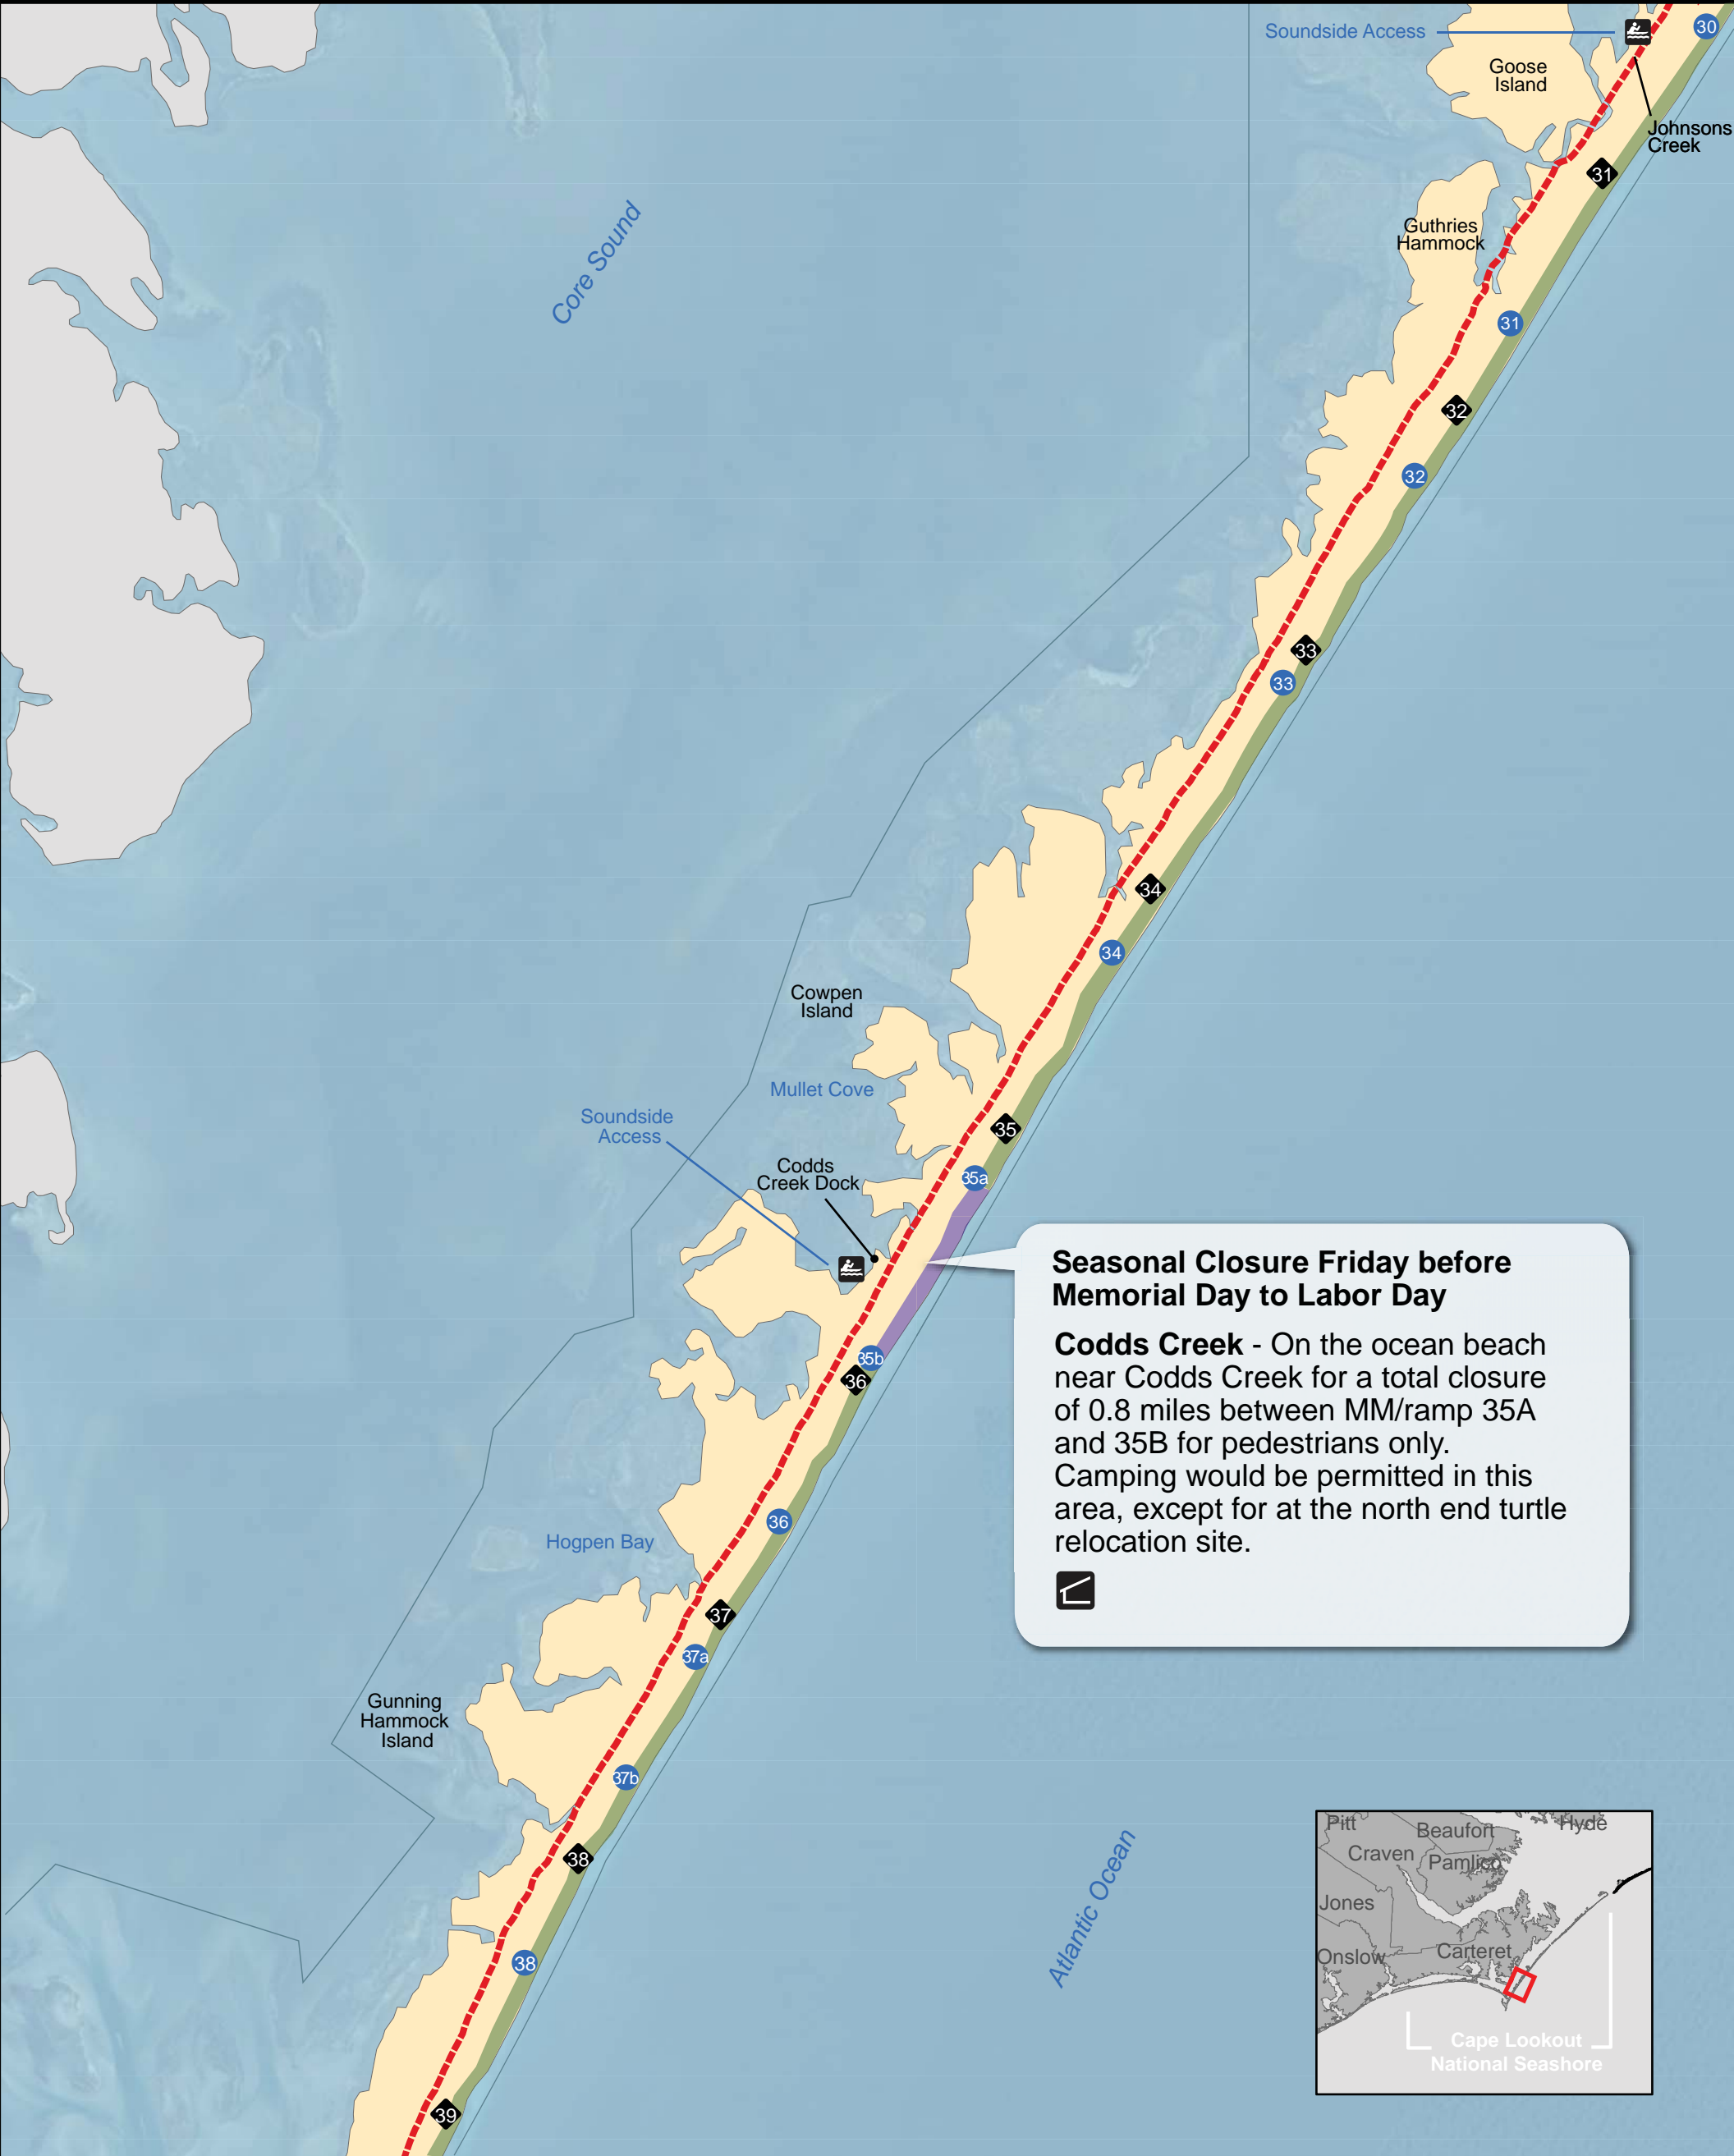 Soundside Access
30
Goose
Island
Johnsons
Creek
31
Core Sound
Guthries
Hammock
31
32
32
33
33
34
34
Cowpen
Island
Mullet Cove
Soundside
Access
35
Codds
Creek Dock
35a
Seasonal Closure Friday before
Memorial Day to Labor Day
Codds Creek - On the ocean beach
near Codds Creek for a total closure
of 0.8 miles between MM/ramp 35A
and 35B for pedestrians only.
Camping would be permitted in this
area, except for at the north end turtle
relocation site.
35b
36
36
Hogpen Bay
37
37a
Gunning
Hammock
Island
37b
38
Atlantic Ocean
38
39
Pitt
Beaufort
Hyde
Craven
Pamlico
Jones
Onslow
Carteret
Cape Lookout
National Seashore